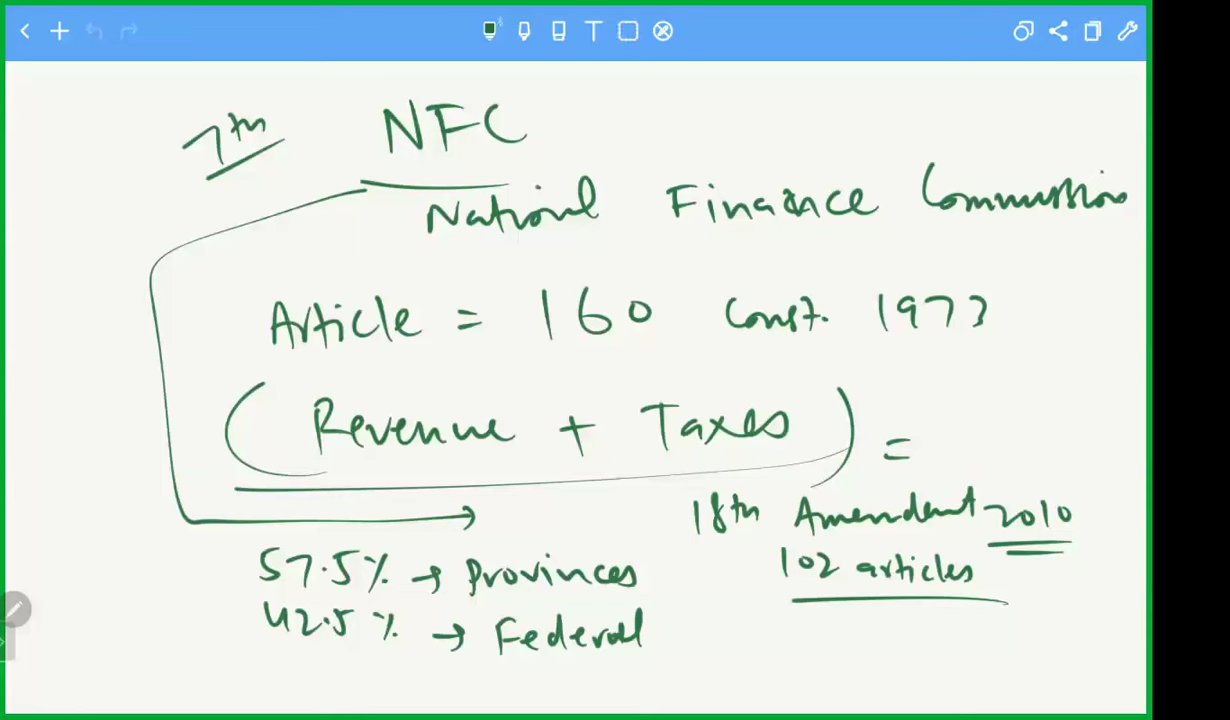 7th NFC
National Finance Commission
Article = 160 Const. 1973
(Revenue + Taxes) =
18th Amendent 2010
102 articles
57.5% → Provinces
42.5% → Federal